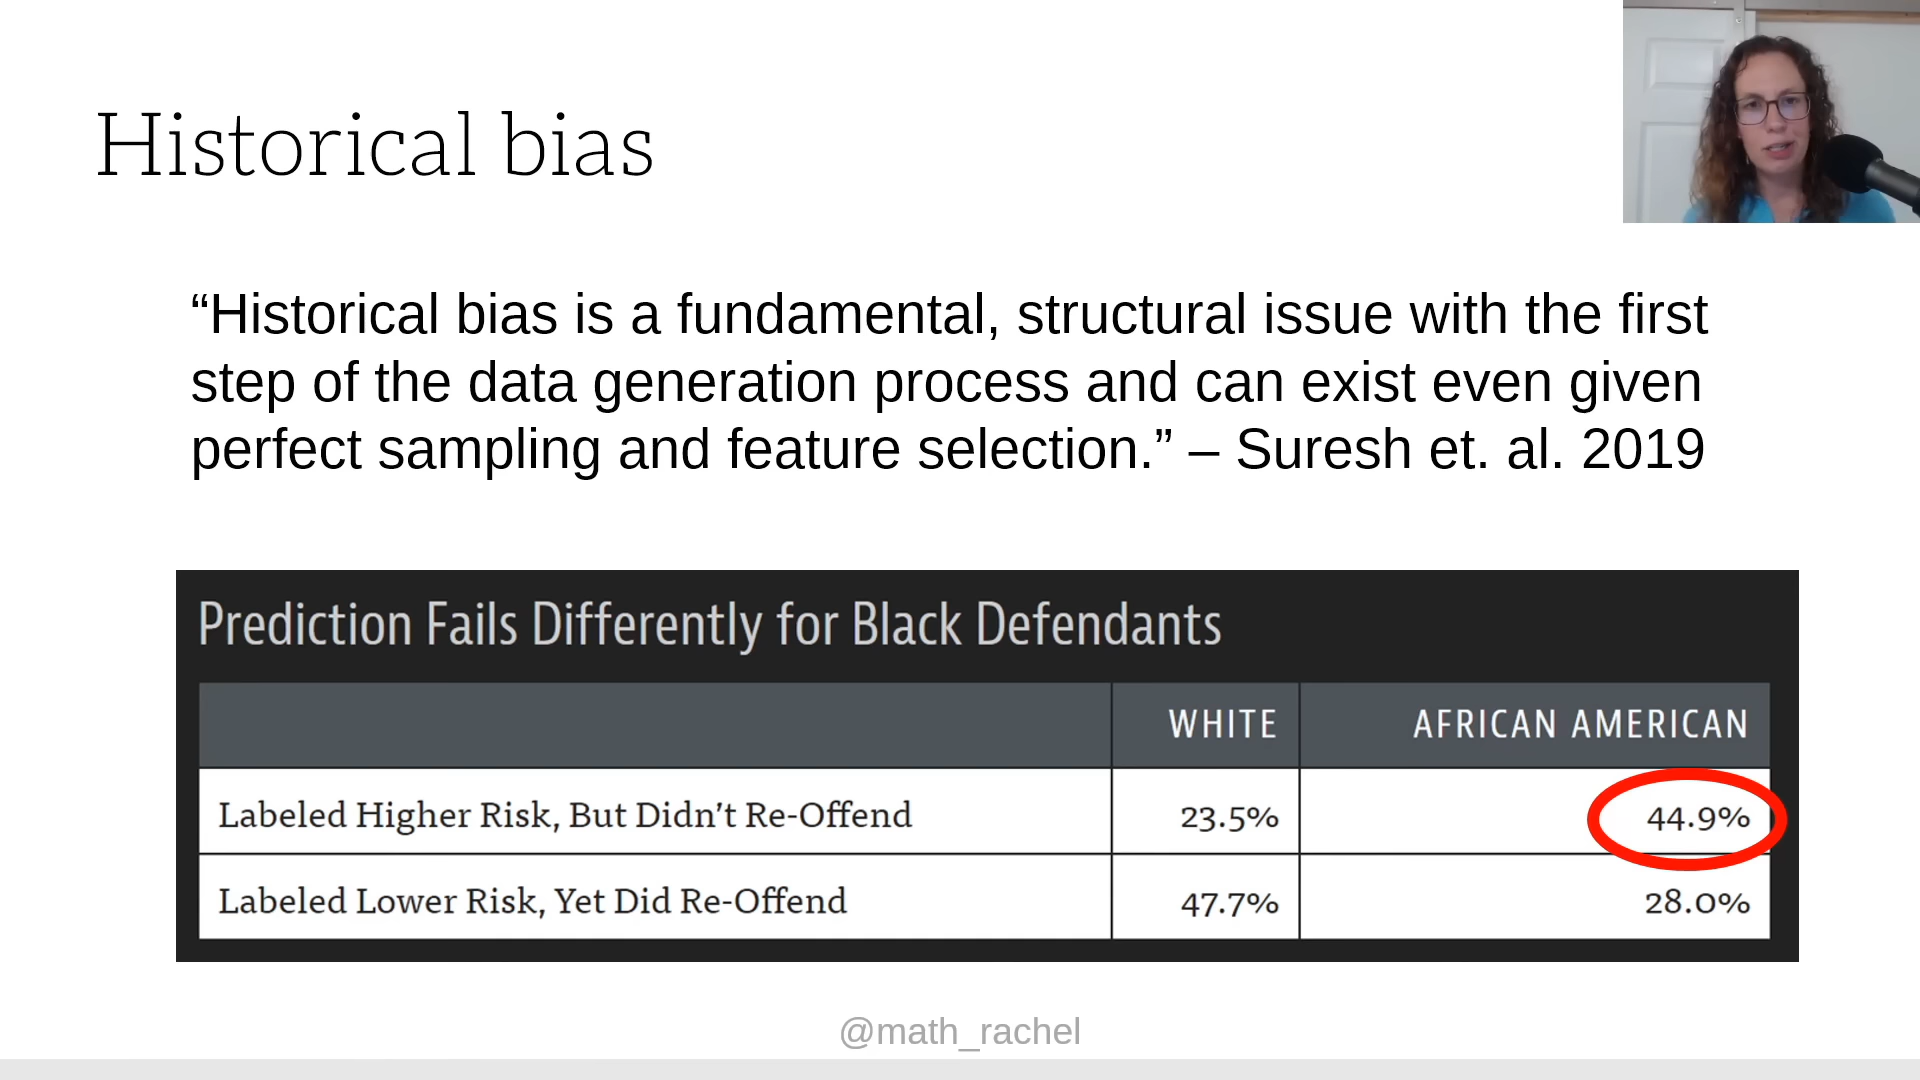 Historical bias
“Historical bias is a fundamental, structural issue with the first
step of the data generation process and can exist even given
perfect sampling and feature selection.” – Suresh et. al. 2019
Prediction Fails Differently for Black Defendants
WHITE AFRICAN AMERICAN
Labeled Higher Risk, But Didn’t Re-Offend 23.5% 44.9%
Labeled Lower Risk, Yet Did Re-Offend 47.7% 28.0%
@math_rachel